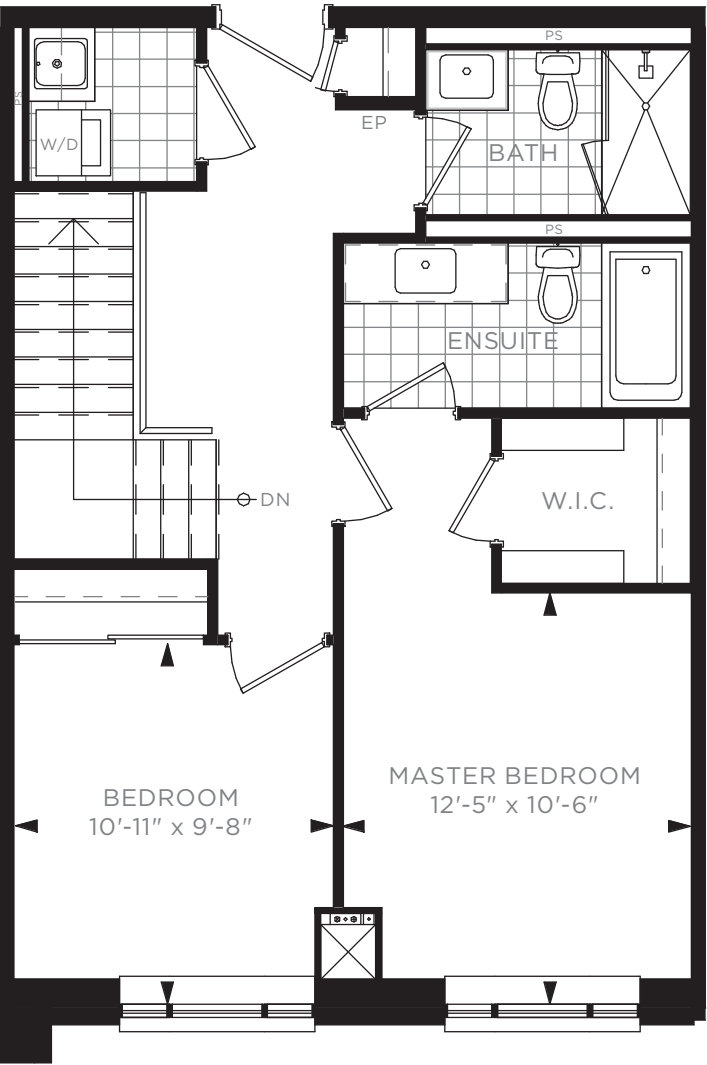 PS
PS
W/D
EP
BATH
PS
ENSUITE
DN
W.I.C.
MASTER BEDROOM
12'-5" x 10'-6"
BEDROOM
10'-11" x 9'-8"